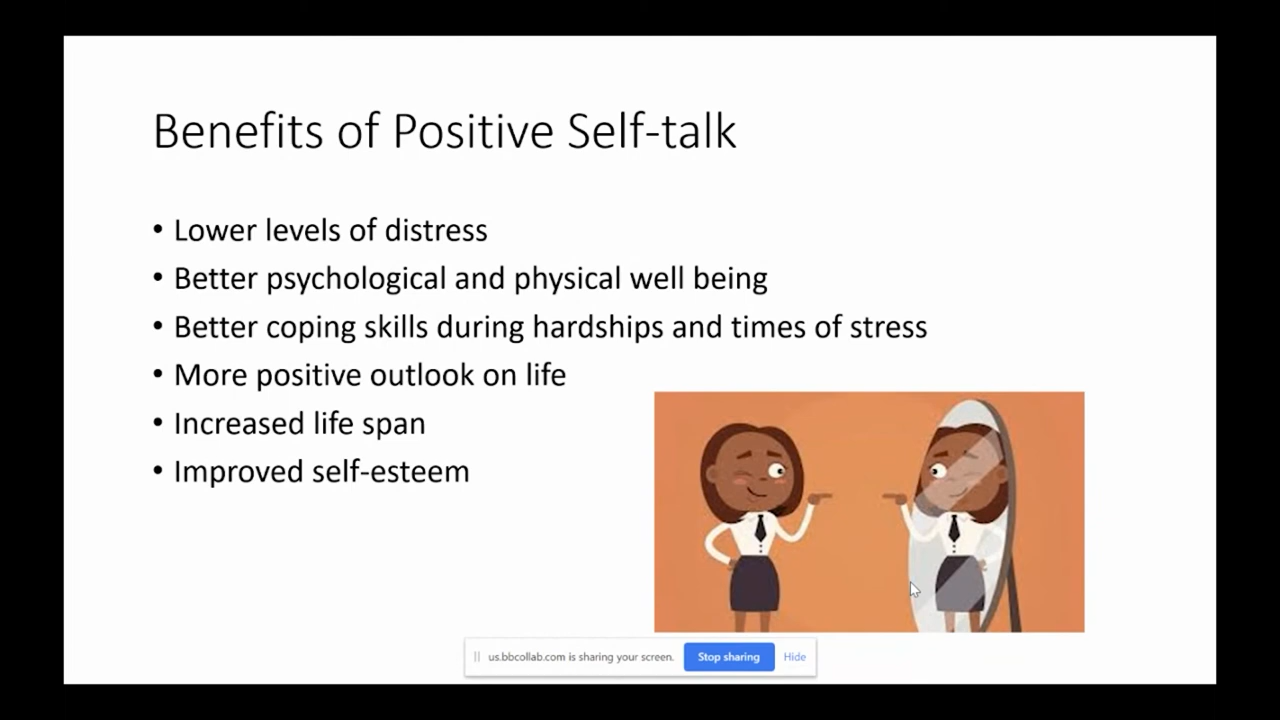 Benefits of Positive Self-talk
• Lower levels of distress
• Better psychological and physical well being
• Better coping skills during hardships and times of stress
• More positive outlook on life
• Increased life span
• Improved self-esteem
us.bbcollab.com is sharing your screen. Stop sharing Hide